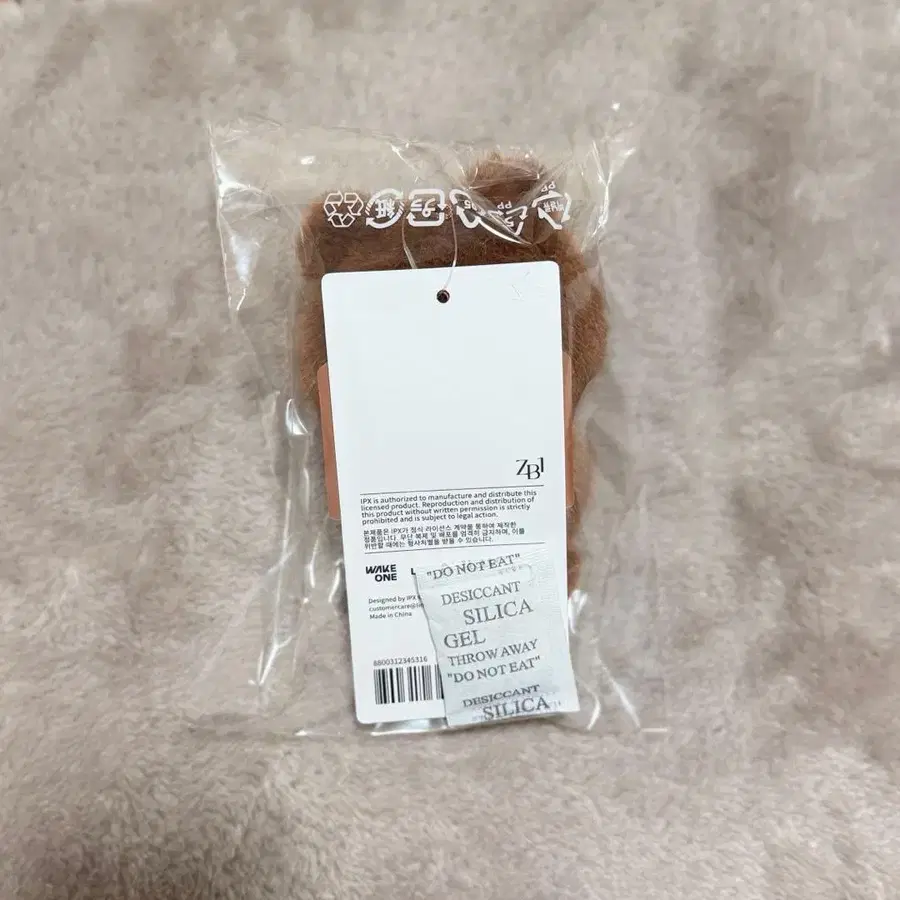 紙
PP
PP
ZB1
IPX is authorized to manufacture and distribute this
licensed product. Reproduction and distribution of
this product without written permission is strictly
prohibited and is subject to legal action.
본제품은 IPX가 정식 라이선스 계약을 통하여 제작한
정품입니다. 무단 복제 및 배포를 엄격히 금지하며, 이를
위반할 때에는 형사처벌을 받을 수 있습니다.
WAKE
ONE
L
Designed by IPX
customercare@
Made in China
8800312345316
"DO NOT EAT"
DESICCANT
SILICA
GEL
THROW AWAY
"DO NOT EAT"
DESICCANT
SILICA